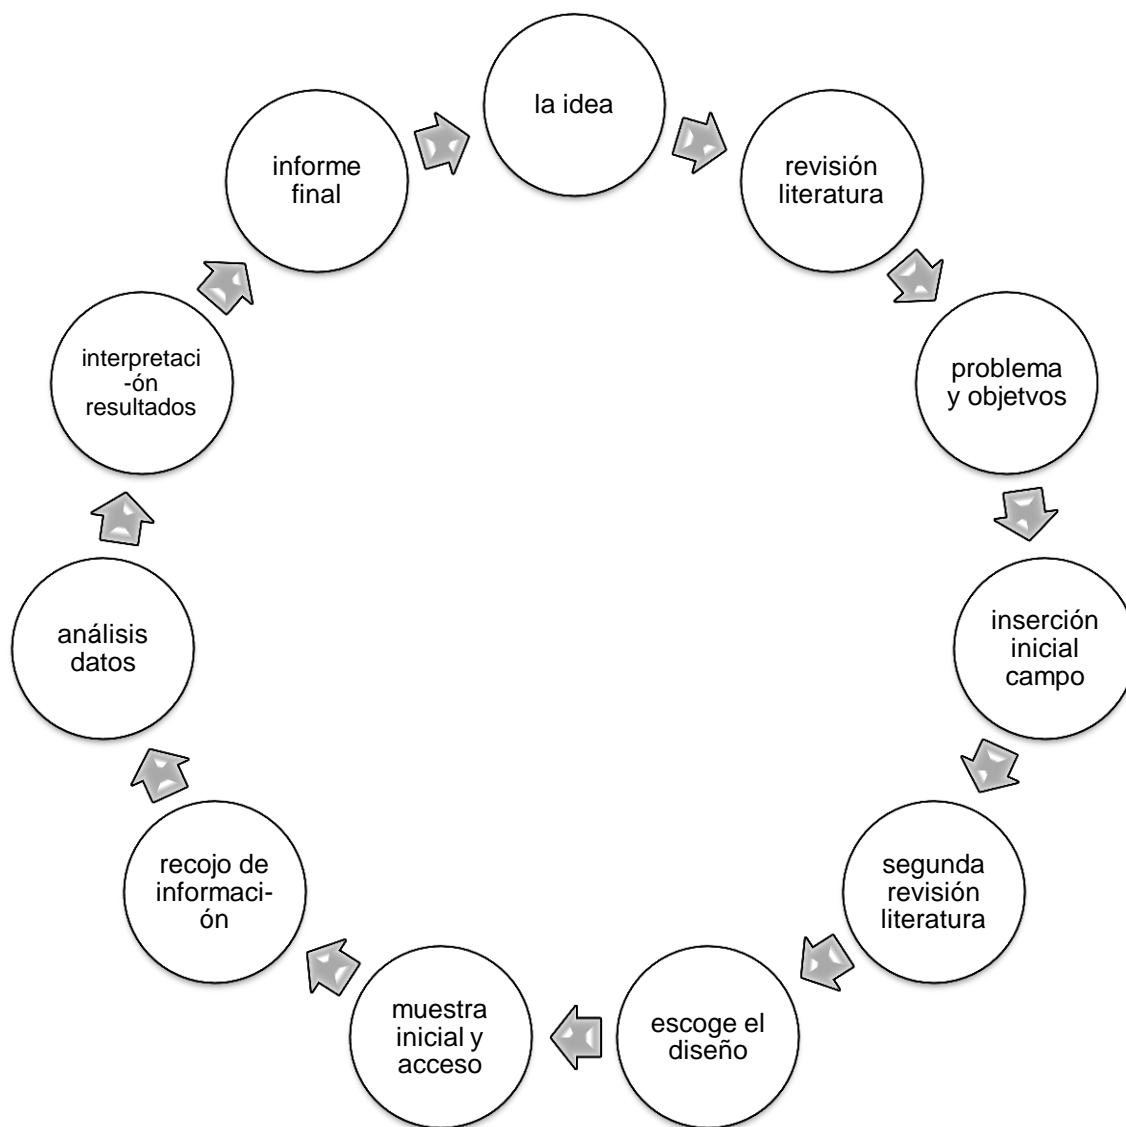 la idea
revisión
literatura
problema
y objetvos
inserción
inicial
campo
segunda
revisión
literatura
escoge el
diseño
muestra
inicial y
acceso
recojo de
informaci-
ón
análisis
datos
interpretaci
-ón
resultados
informe
final